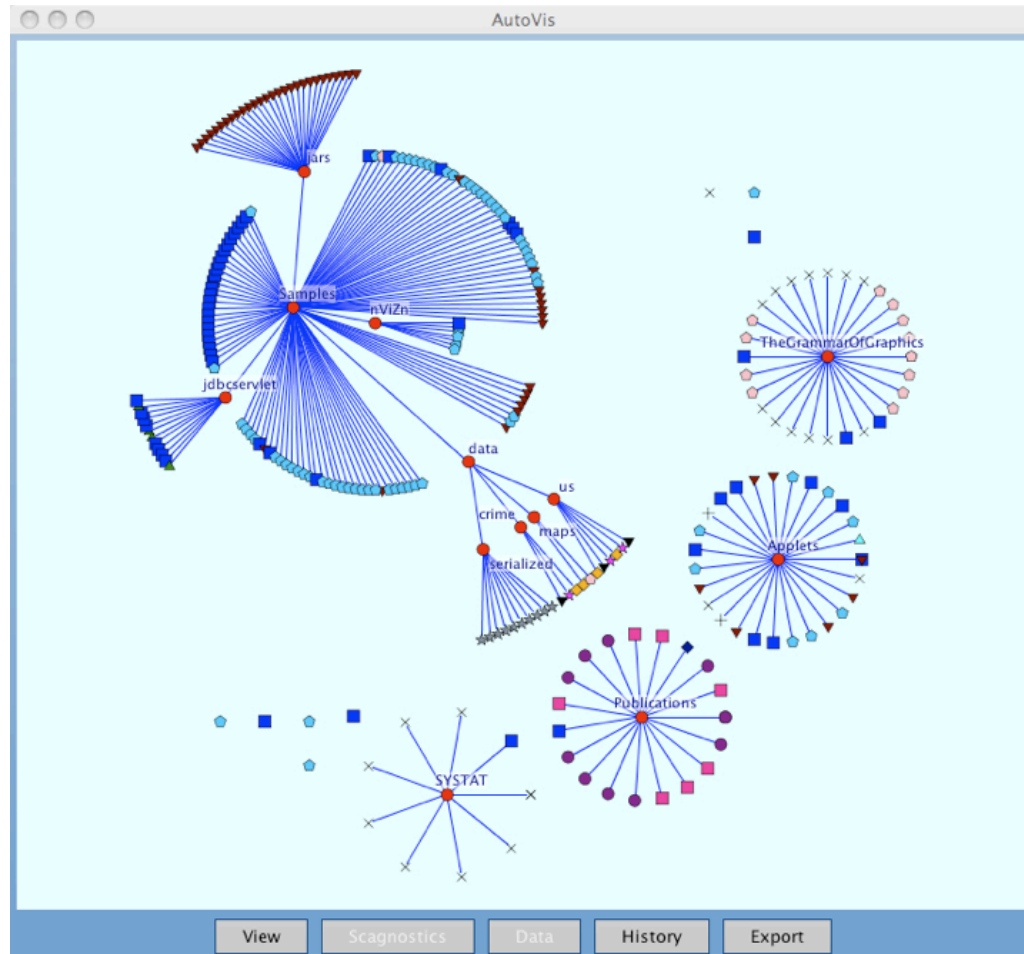 AutoVis
jars
Samples
nViZn
TheGrammarOfGraphics
jdbcservlet
data
us
crime
maps
serialized
Applets
Publications
SYSTAT
View
Scagnostics
Data
History
Export